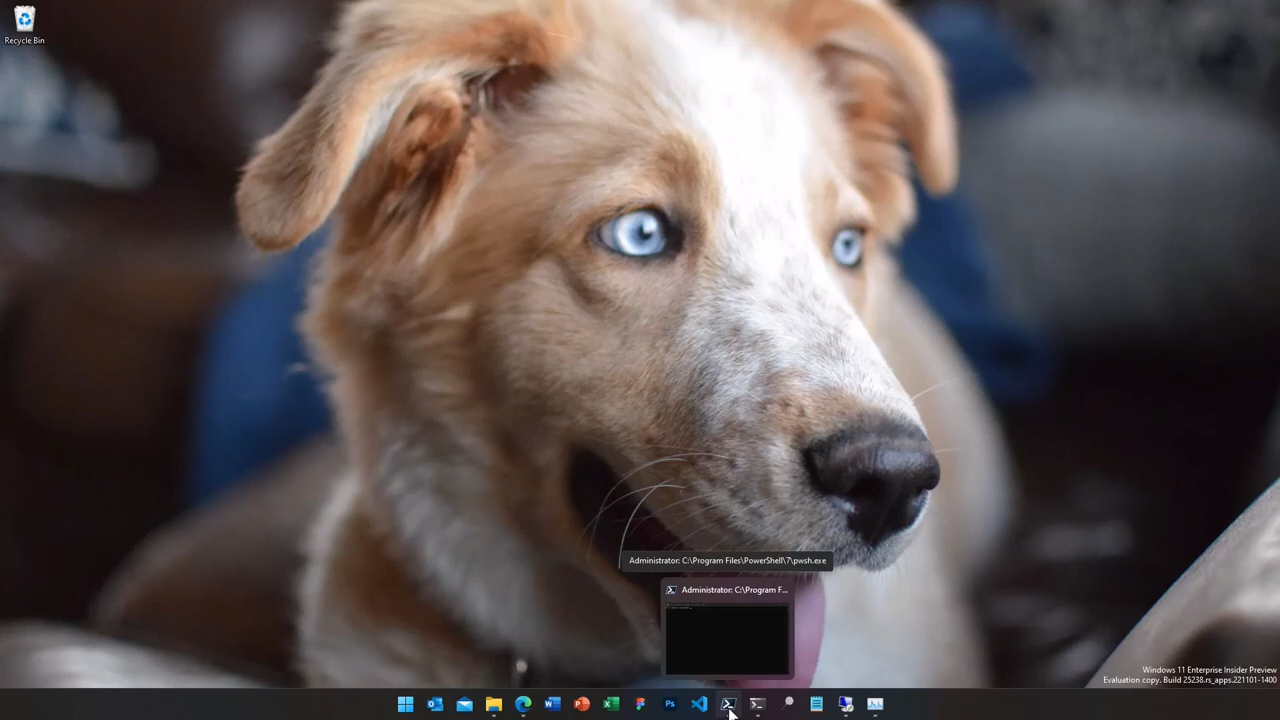 Recycle Bin
Administrator: C:\Program Files\PowerShell\7\pwsh.exe
Administrator: C:\Program F...
Windows 11 Enterprise Insider Preview
Evaluation copy. Build 25238.rs_apps.221101-1400
Ps